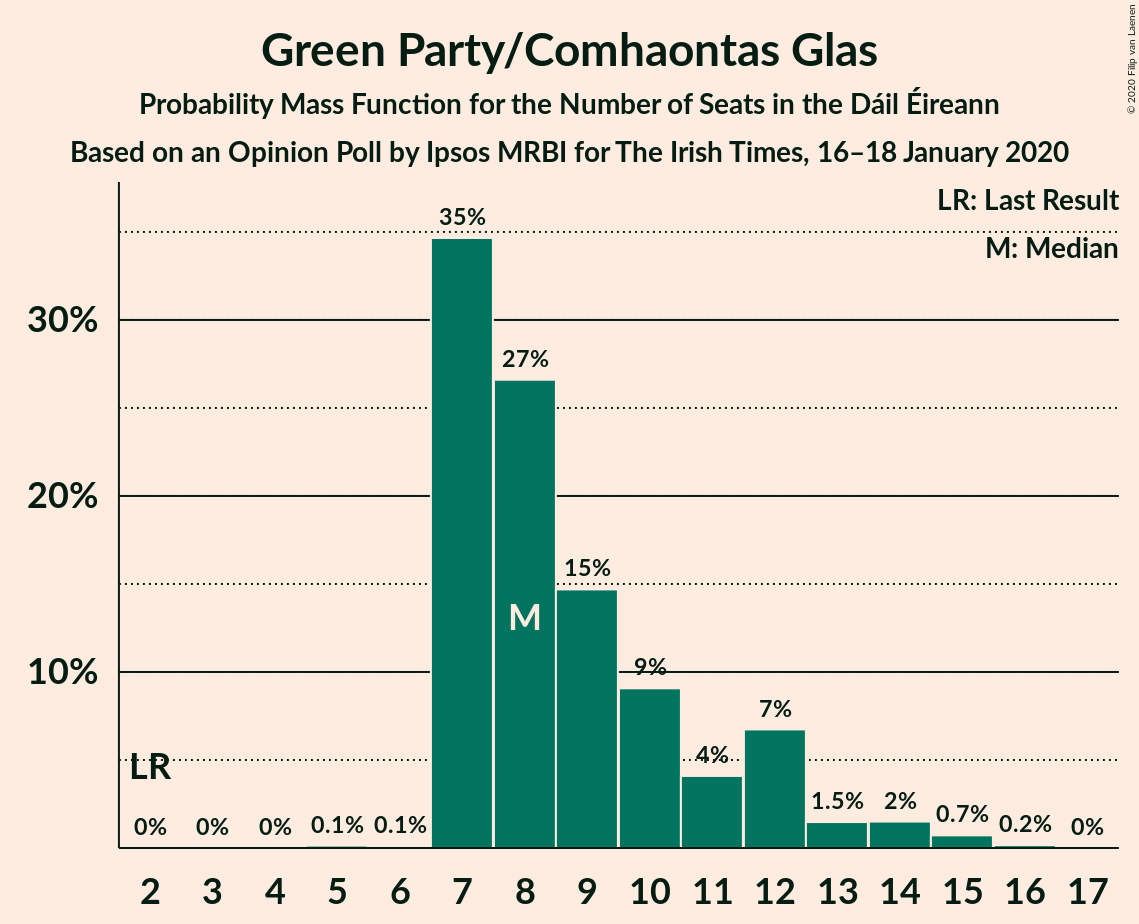 Green Party/Comhaontas Glas
Probability Mass Function for the Number of Seats in the Dáil Éireann
Based on an Opinion Poll by Ipsos MRBI for The Irish Times, 16–18 January 2020
© 2020 Filip van Laenen
LR: Last Result
M: Median
35%
30%
27%
20%
15%
M
10%
9%
7%
4%
LR
0% 0% 0% 0.1% 0.1% 1.5% 2% 0.7% 0.2% 0%
2 3 4 5 6 7 8 9 10 11 12 13 14 15 16 17